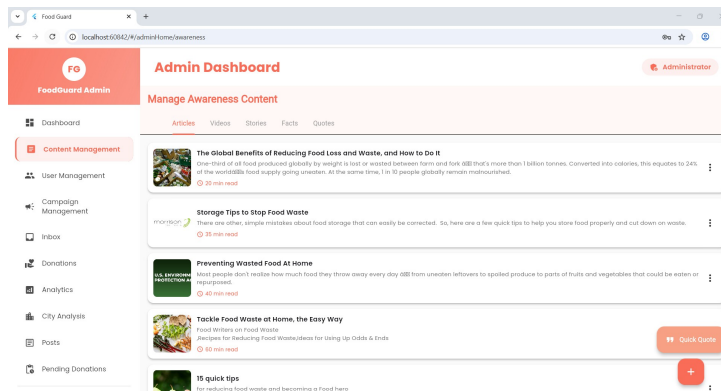 Food Guard
localhost:60842/#/adminHome/awareness
FG
FoodGuard Admin
Admin Dashboard
Administrator
Manage Awareness Content
Articles Videos Stories Facts Quotes
Dashboard
Content Management
User Management
Campaign
Management
Inbox
Donations
Analytics
City Analysis
Posts
Pending Donations
The Global Benefits of Reducing Food Loss and Waste, and How to Do It
One-third of all food produced globally by weight is lost or wasted between farm and fork that's more than 1 billion tonnes. Converted into calories, this equates to 24%
of the world s food supply going uneaten. At the same time, 1 in 10 people globally remain malnourished.
20 min read
Storage Tips to Stop Food Waste
There are other, simple mistakes about food storage that can easily be corrected. So, here are a few quick tips to help you store food properly and cut down on waste.
35 min read
Preventing Wasted Food At Home
Most people don't realize how much food they throw away every day from uneaten leftovers to spoiled produce to parts of fruits and vegetables that could be eaten or
repurposed.
40 min read
U.S. ENVIRONM
PROTECTION A
Tackle Food Waste at Home, the Easy Way
Food Writers on Food Waste
,Recipes for Reducing Food Waste,Ideas for Using Up Odds & Ends
60 min read
Quick Quote
15 quick tips
for reducing food waste and becoming a Food hero